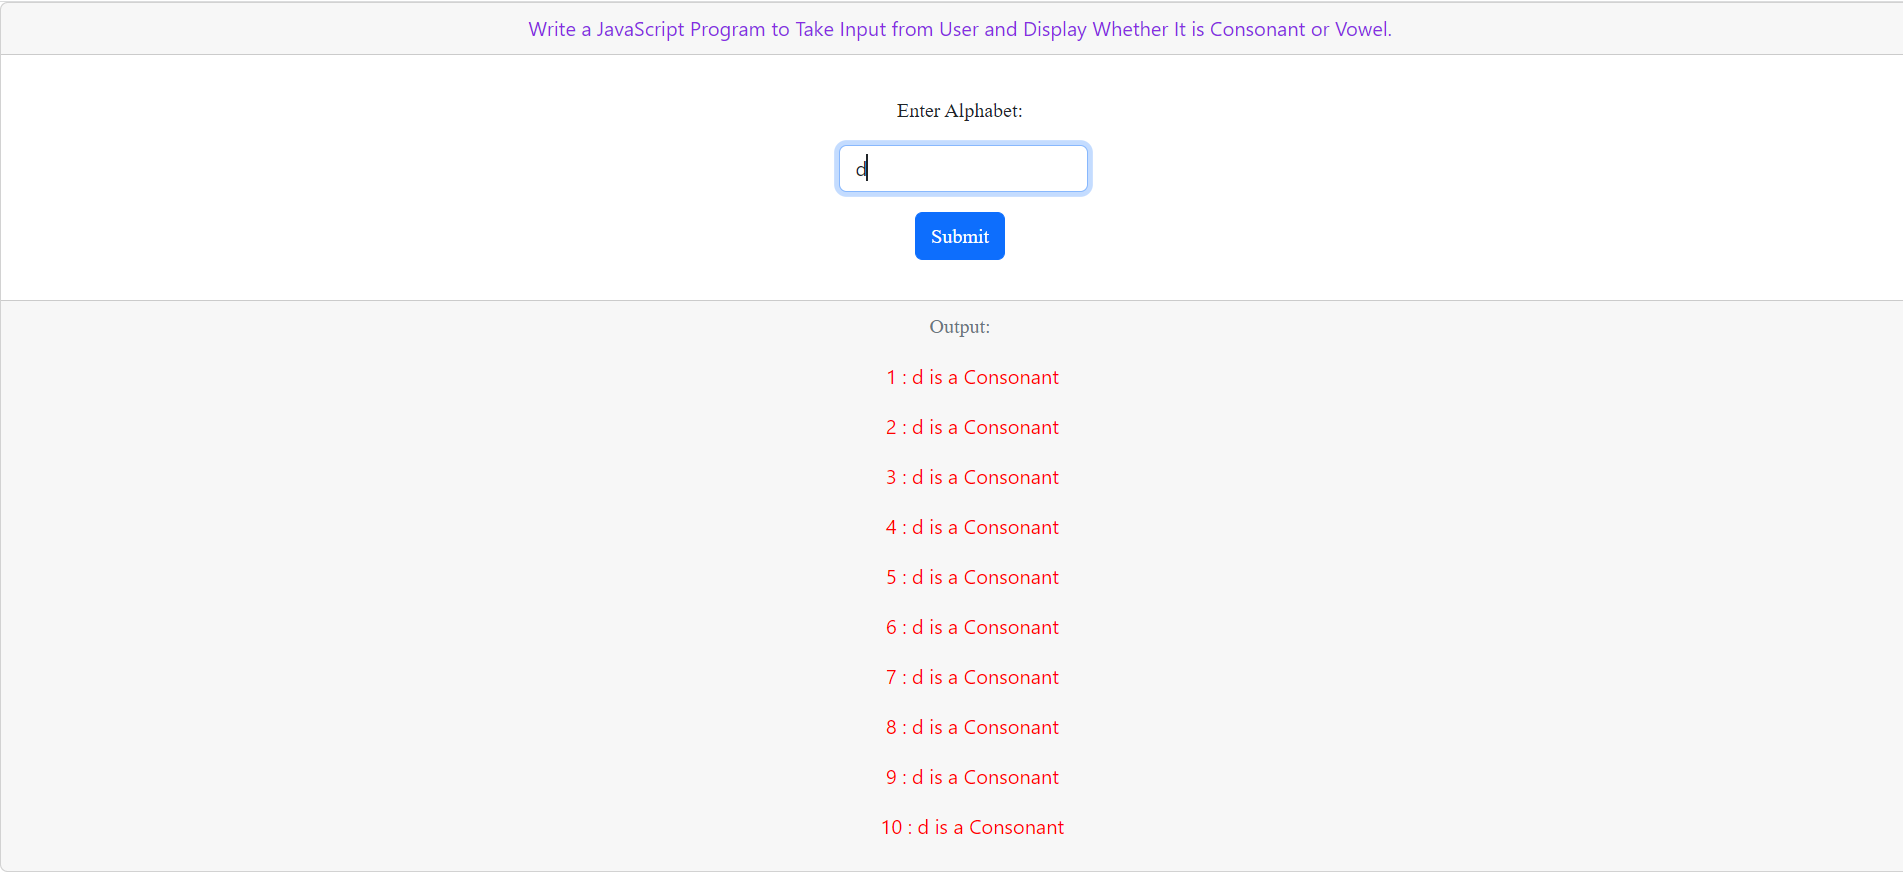 Write a JavaScript Program to Take Input from User and Display Whether It is Consonant or Vowel.
Enter Alphabet:
d
Submit
Output:
1 : d is a Consonant
2 : d is a Consonant
3 : d is a Consonant
4 : d is a Consonant
5 : d is a Consonant
6 : d is a Consonant
7 : d is a Consonant
8 : d is a Consonant
9 : d is a Consonant
10 : d is a Consonant